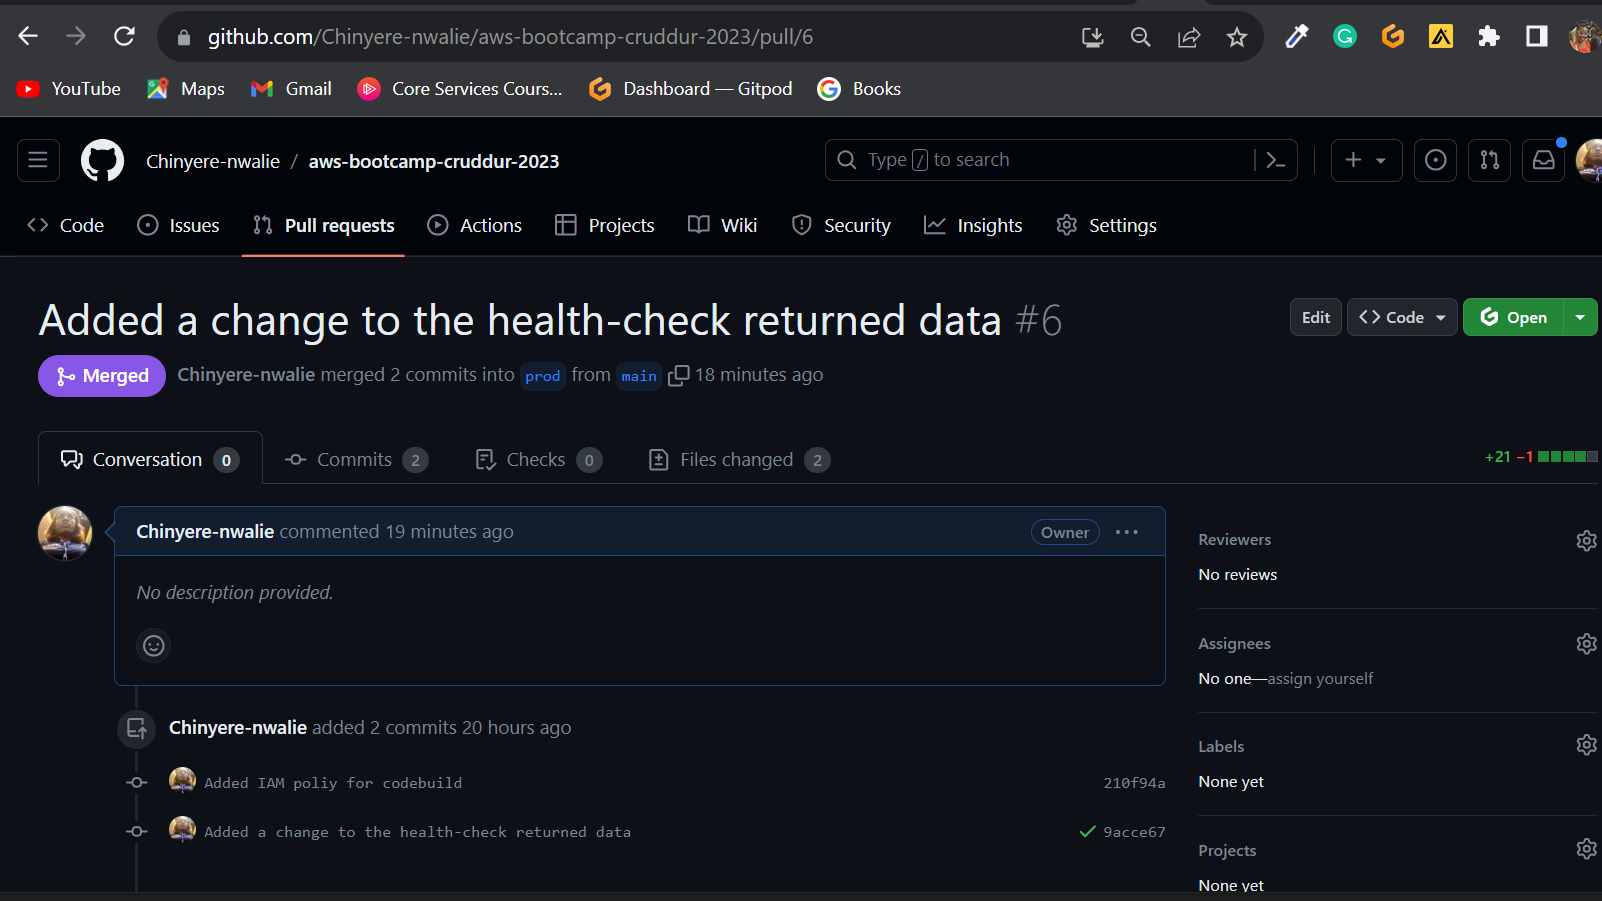 github.com/Chinyere-nwalie/aws-bootcamp-cruddur-2023/pull/6
YouTube Maps Gmail Core Services Cours... Dashboard — Gitpod Books
Chinyere-nwalie / aws-bootcamp-cruddur-2023 Type / to search
Code Issues Pull requests Actions Projects Wiki Security Insights Settings
Added a change to the health-check returned data #6 Edit Code Open
Merged Chinyere-nwalie merged 2 commits into prod from main 18 minutes ago
Conversation 0 Commits 2 Checks 0 Files changed 2 +21 −1
Chinyere-nwalie commented 19 minutes ago Owner
No description provided.
Chinyere-nwalie added 2 commits 20 hours ago
Added IAM poliy for codebuild 210f94a
Added a change to the health-check returned data 9acce67
Reviewers
No reviews
Assignees
No one—assign yourself
Labels
None yet
Projects
None yet